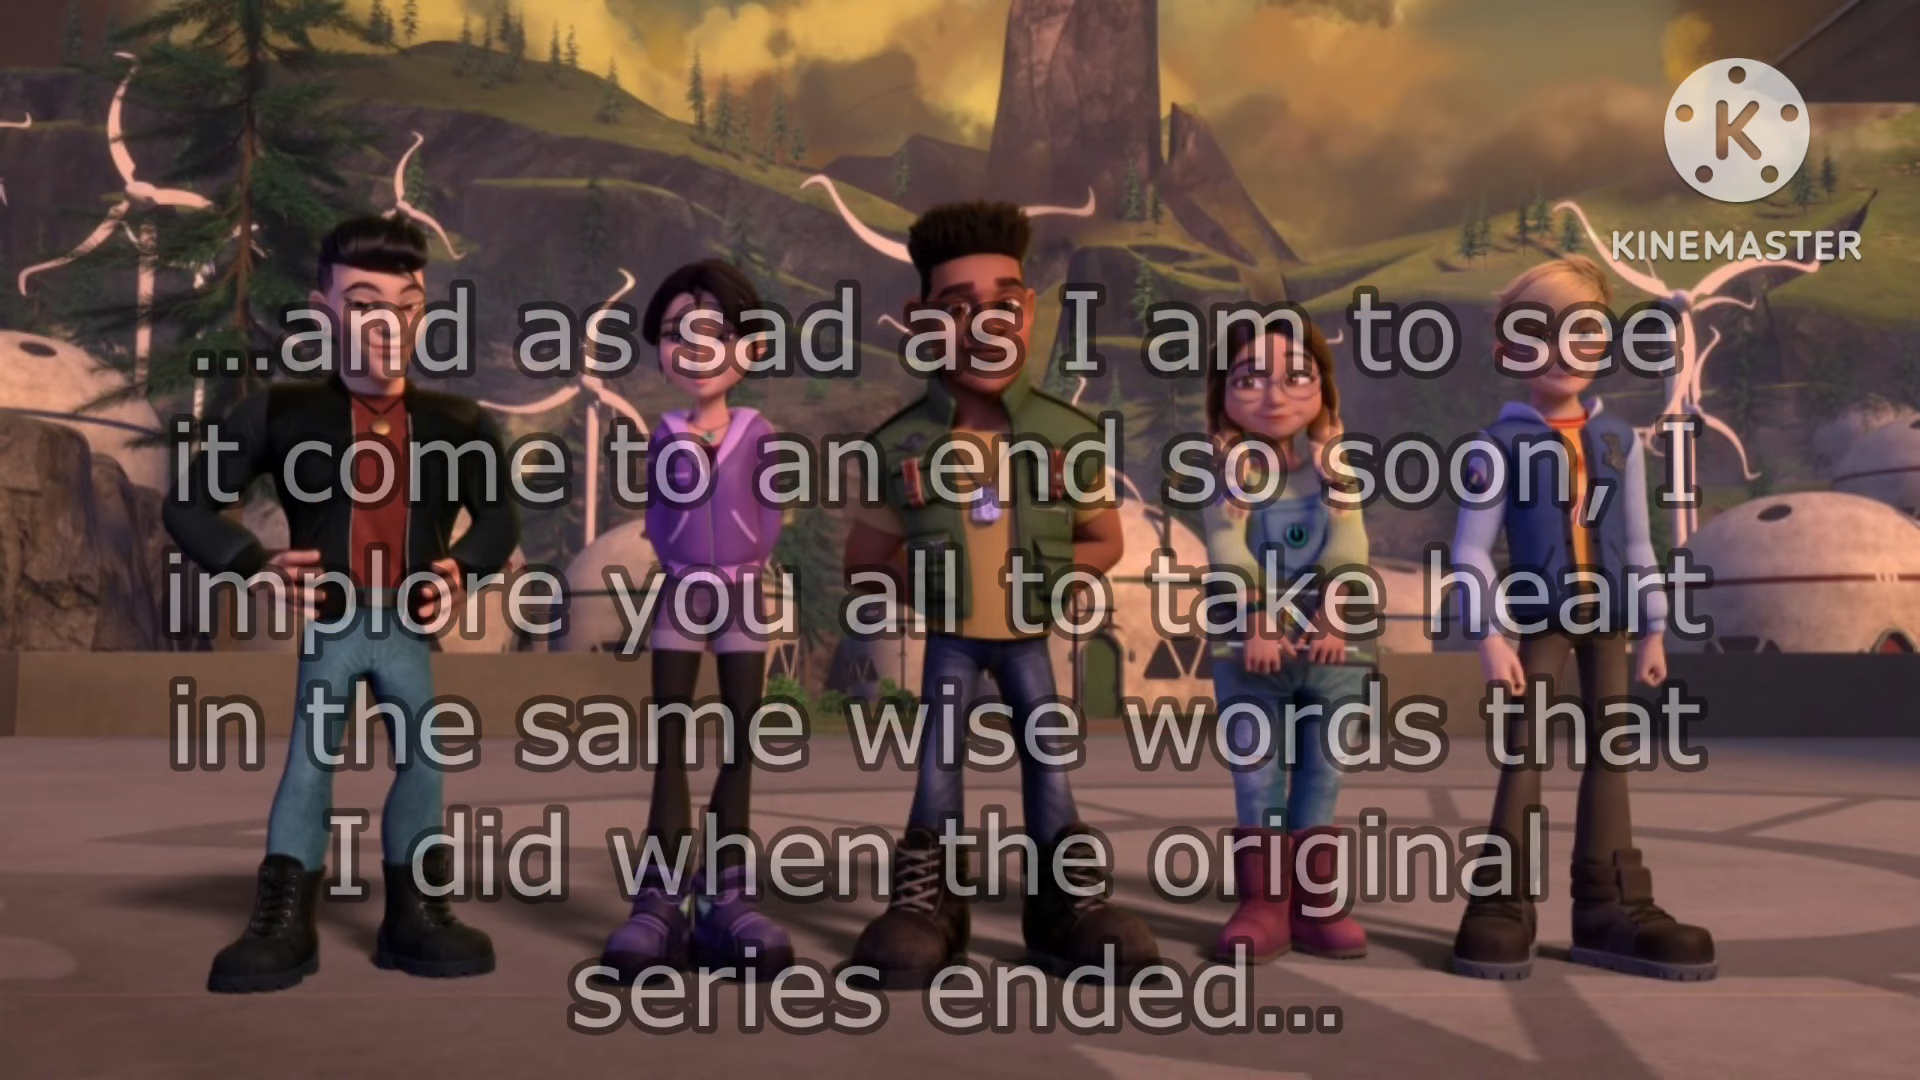 KINEMASTER
...and as sad as I am to see
it come to an end so soon, I
implore you all to take heart
in the same wise words that
I did when the original
series ended...